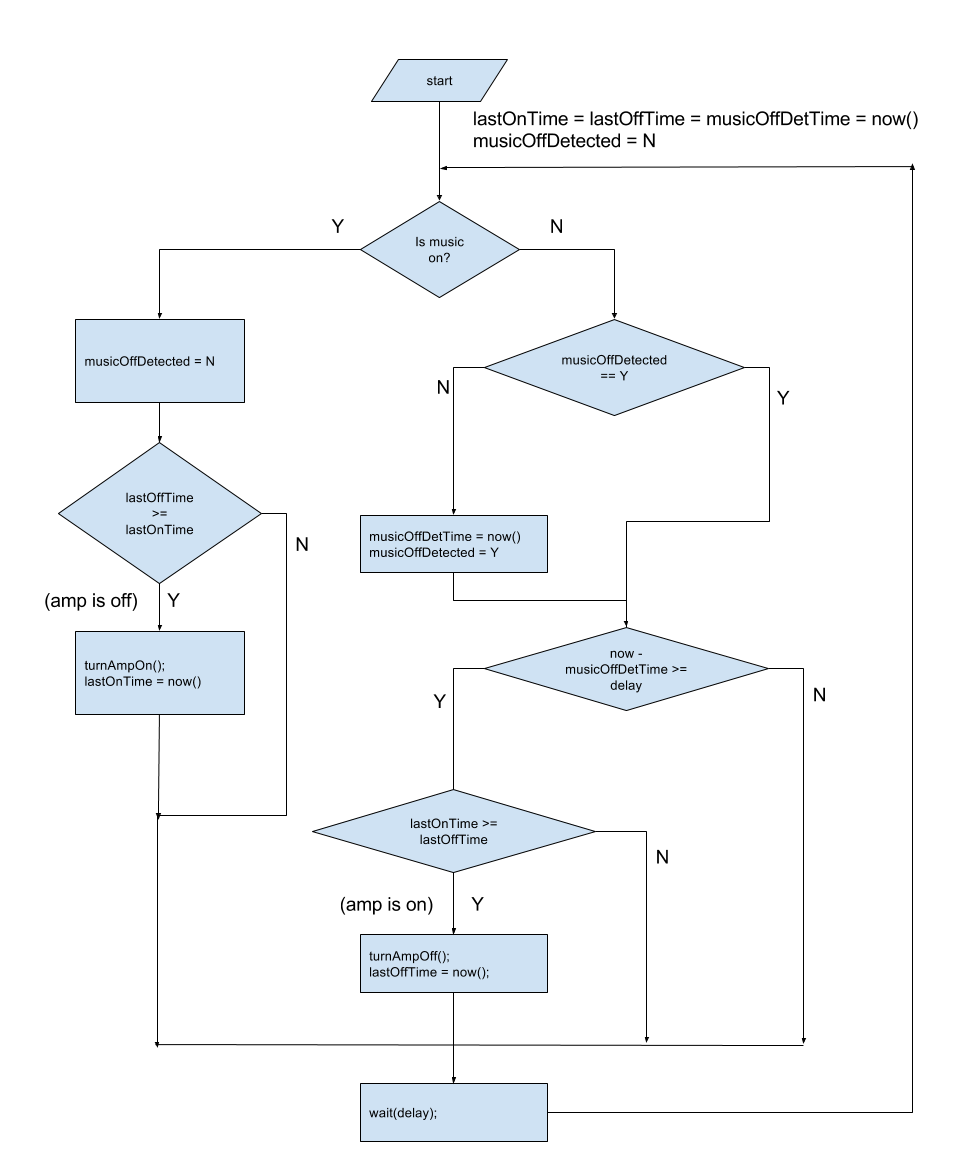 start
lastOnTime = lastOffTime = musicOffDetTime = now()
musicOffDetected = N
Y
N
Is music
on?
musicOffDetected = N
musicOffDetected
== Y
N
Y
lastOffTime
>=
lastOnTime
N
musicOffDetTime = now()
musicOffDetected = Y
(amp is off)
Y
turnAmpOn();
lastOnTime = now()
now -
musicOffDetTime >=
delay
Y
N
lastOnTime >=
lastOffTime
N
(amp is on)
Y
turnAmpOff();
lastOffTime = now();
wait(delay);